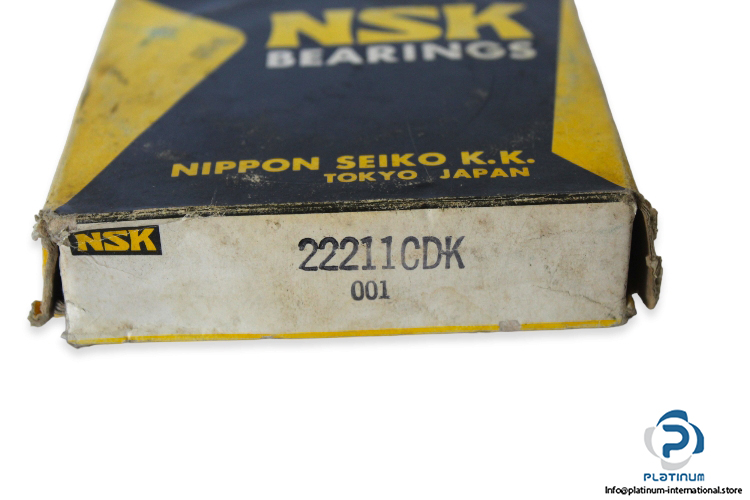 NSK
BEARINGS
NIPPON SEIKO K.K.
TOKYO JAPAN
NSK
22211CDK
001
PLATINUM
Info@platinum-international.store